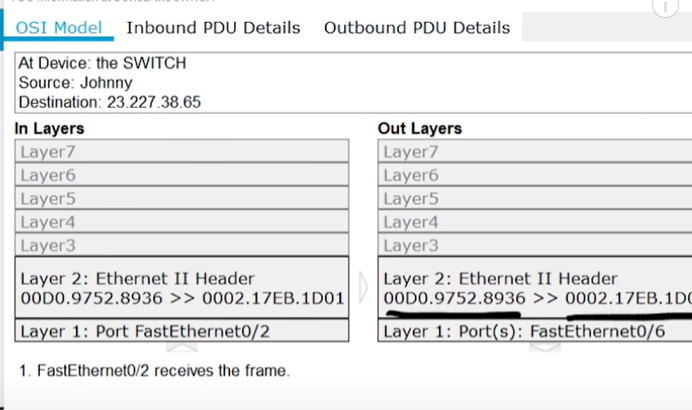 OSI Model Inbound PDU Details Outbound PDU Details
At Device: the SWITCH
Source: Johnny
Destination: 23.227.38.65
In Layers
Layer7
Layer6
Layer5
Layer4
Layer3
Layer 2: Ethernet II Header
00D0.9752.8936 >> 0002.17EB.1D01
Layer 1: Port FastEthernet0/2
Out Layers
Layer7
Layer6
Layer5
Layer4
Layer3
Layer 2: Ethernet II Header
00D0.9752.8936 >> 0002.17EB.1D0
Layer 1: Port(s): FastEthernet0/6
1. FastEthernet0/2 receives the frame.